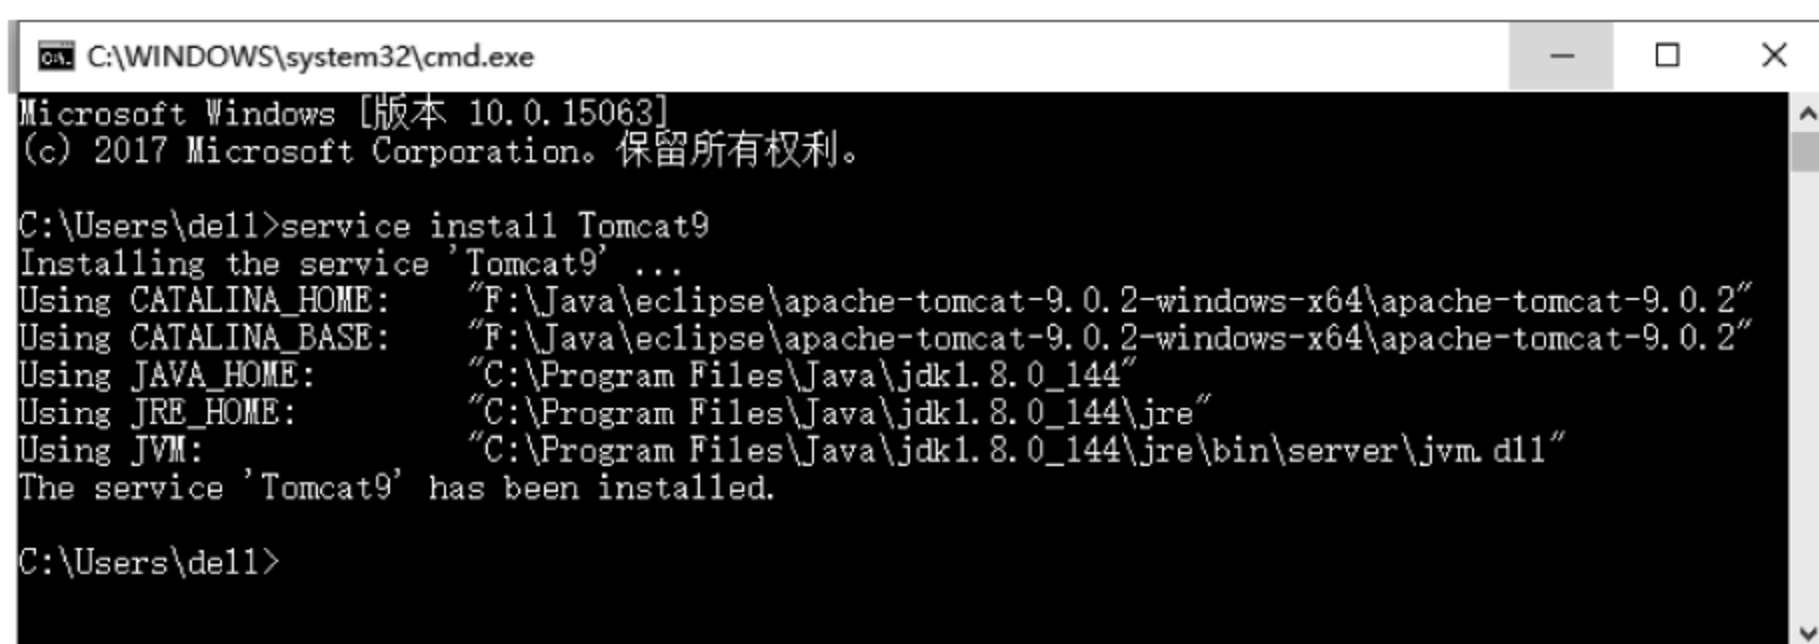 C:\WINDOWS\system32\cmd.exe
Microsoft Windows [版本 10.0.15063]
(c) 2017 Microsoft Corporation。保留所有权利。
C:\Users\dell>service install Tomcat9
Installing the service 'Tomcat9' ...
Using CATALINA_HOME:    "F:\Java\eclipse\apache-tomcat-9.0.2-windows-x64\apache-tomcat-9.0.2"
Using CATALINA_BASE:    "F:\Java\eclipse\apache-tomcat-9.0.2-windows-x64\apache-tomcat-9.0.2"
Using JAVA_HOME:        "C:\Program Files\Java\jdk1.8.0_144"
Using JRE_HOME:         "C:\Program Files\Java\jdk1.8.0_144\jre"
Using JVM:              "C:\Program Files\Java\jdk1.8.0_144\jre\bin\server\jvm.dll"
The service 'Tomcat9' has been installed.
C:\Users\dell>